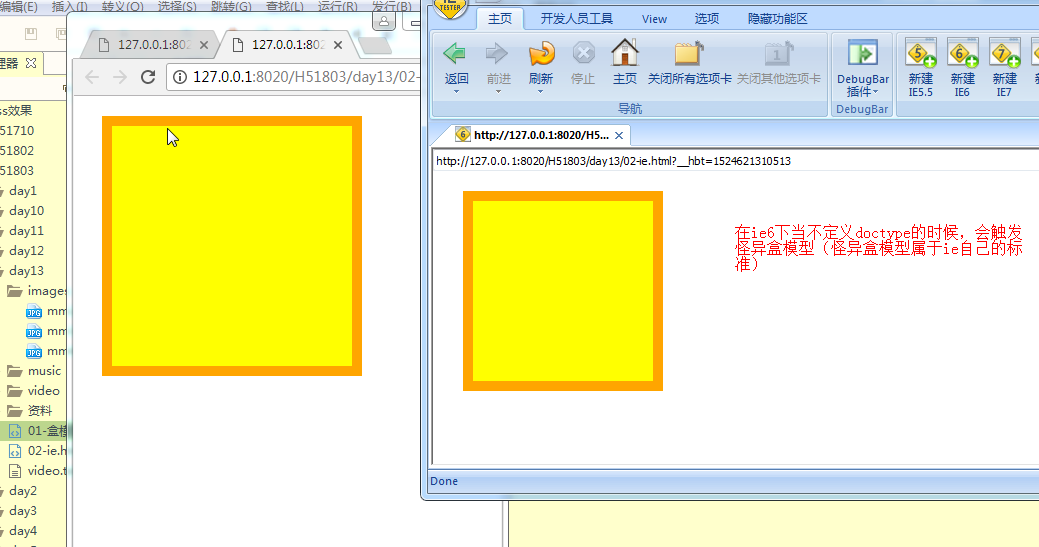 编辑(E) 插入(I) 转义(O) 选择(S) 跳转(G) 查找(L) 运行(R) 发行(B)
理器
ss效果
51710
51802
51803
day1
day10
day11
day12
day13
images
mm
mm
mm
music
video
资料
01-盒模
02-ie.h
video.t
day2
day3
day4
127.0.0.1:802
127.0.0.1:802
127.0.0.1:8020/H51803/day13/02-
IE
TESTER
主页 开发人员工具 View 选项 隐藏功能区
返回 前进 刷新 停止 主页 关闭所有选项卡 关闭其他选项卡
导航
DebugBar
插件
DebugBar
新建
IE5.5
新建
IE6
新建
IE7
http://127.0.0.1:8020/H5...
http://127.0.0.1:8020/H51803/day13/02-ie.html?__hbt=1524621310513
在ie6下当不定义doctype的时候，会触发
怪异盒模型（怪异盒模型属于ie自己的标
准）
Done